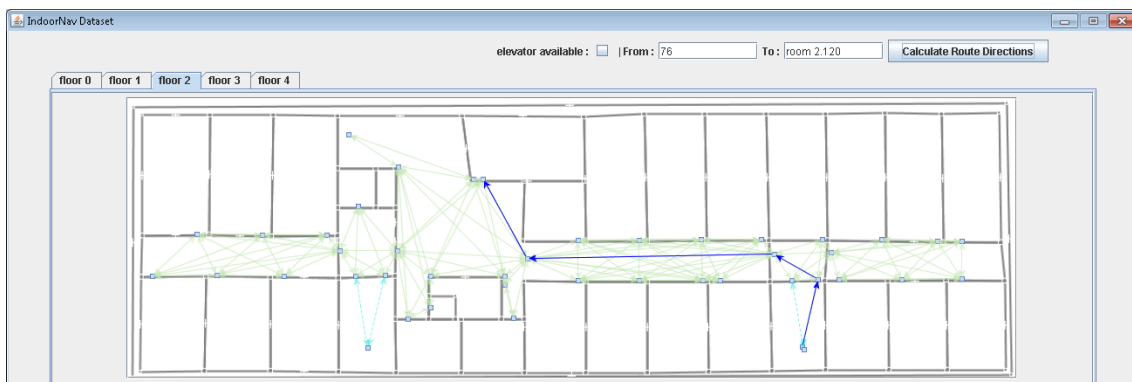 IndoorNav Dataset
elevator available : | From : 76 To : room 2.120 Calculate Route Directions
floor 0 floor 1 floor 2 floor 3 floor 4